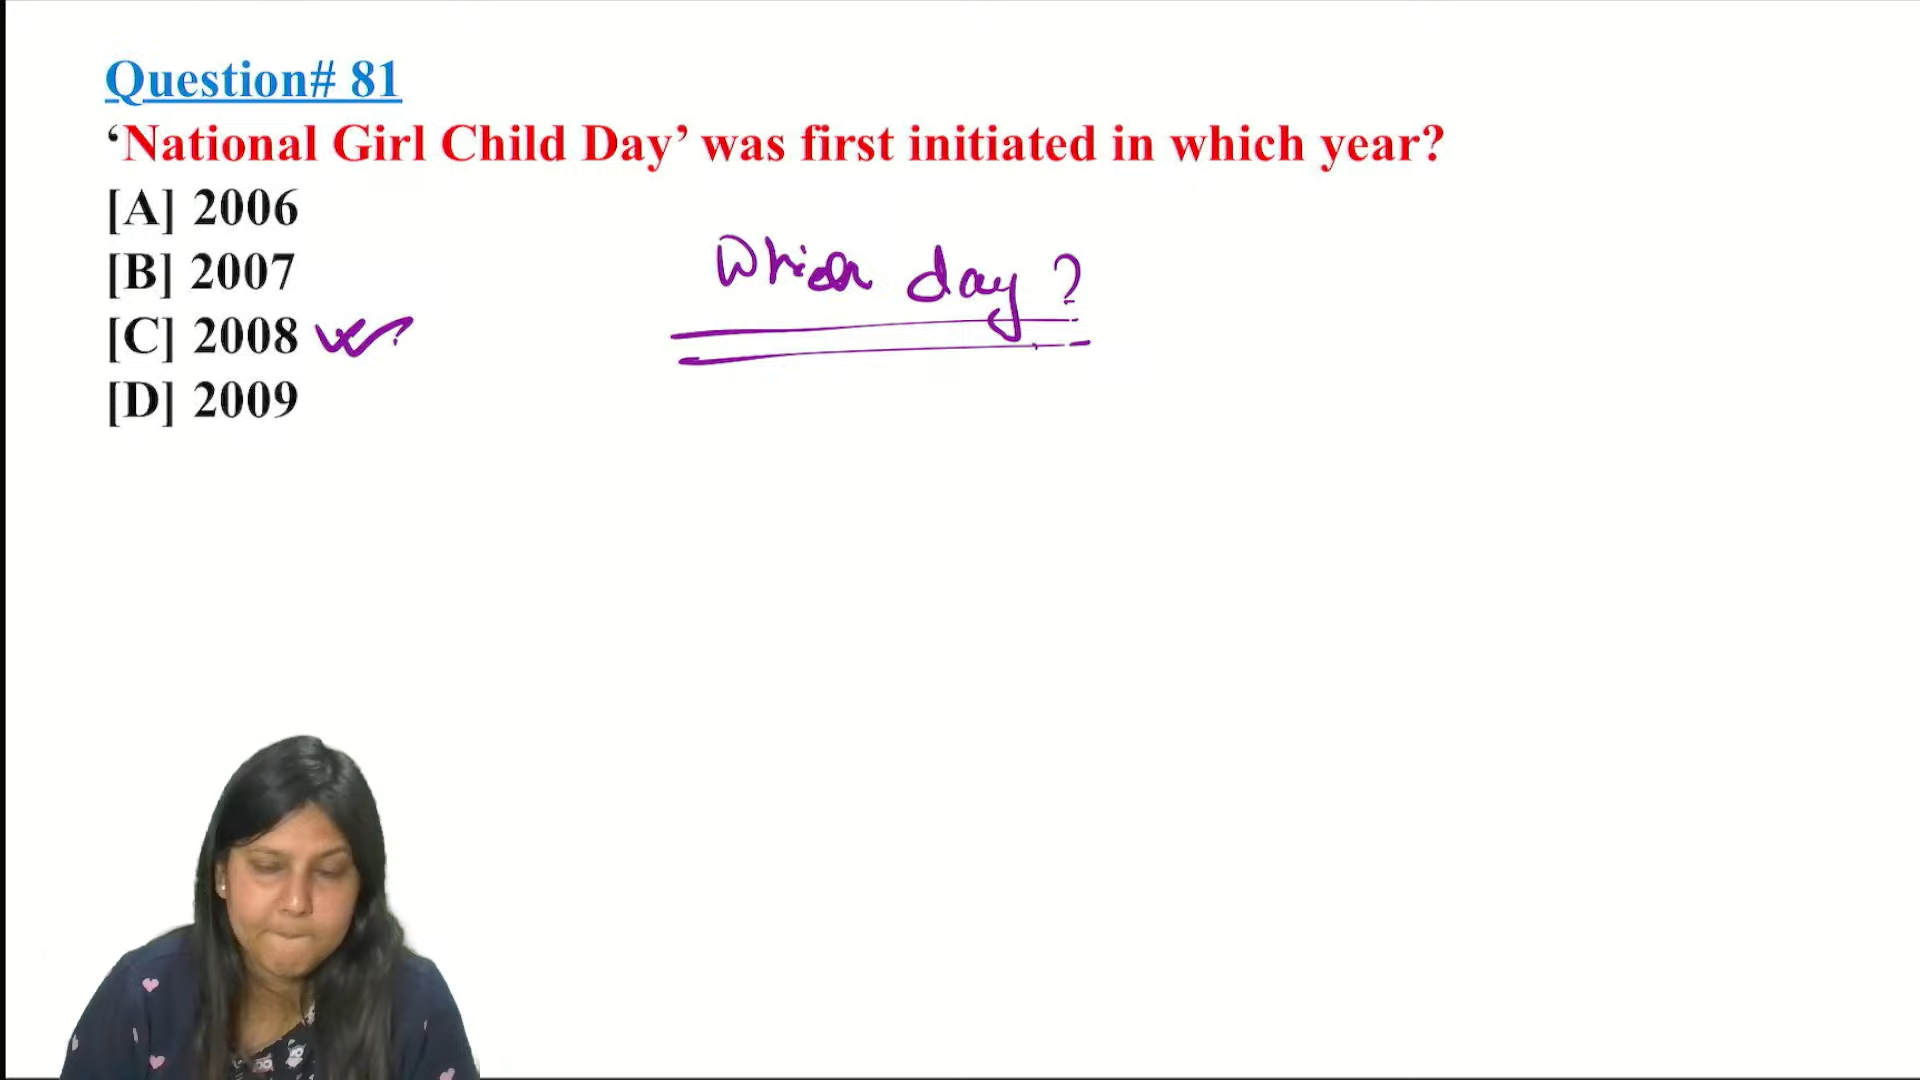 Question# 81
‘National Girl Child Day’ was first initiated in which year?
[A] 2006
[B] 2007
[C] 2008
[D] 2009
Which day?